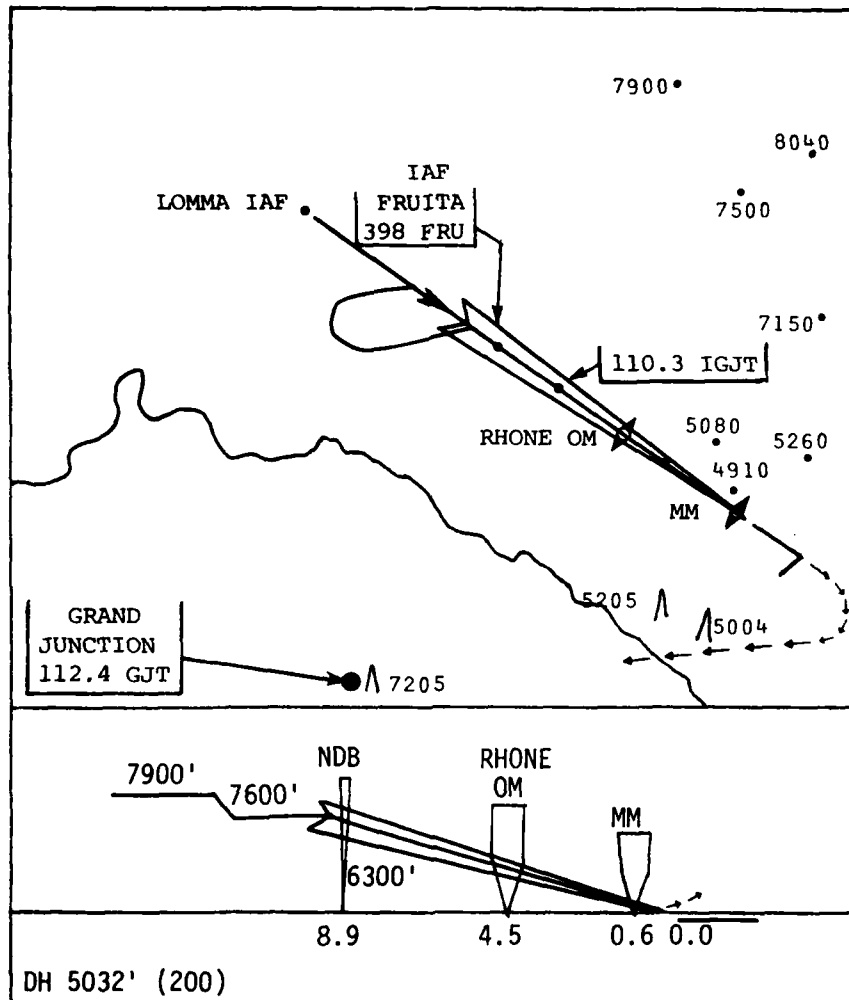 7900
8040
IAF
FRUITA
398 FRU
LOMMA IAF
7500
7150
110.3 IGJT
RHONE OM
5080
5260
4910
MM
5205
5004
GRAND
JUNCTION
112.4 GJT
7205
NDB
RHONE
OM
7900'
7600'
MM
6300'
8.9
4.5
0.6
0.0
DH 5032' (200)